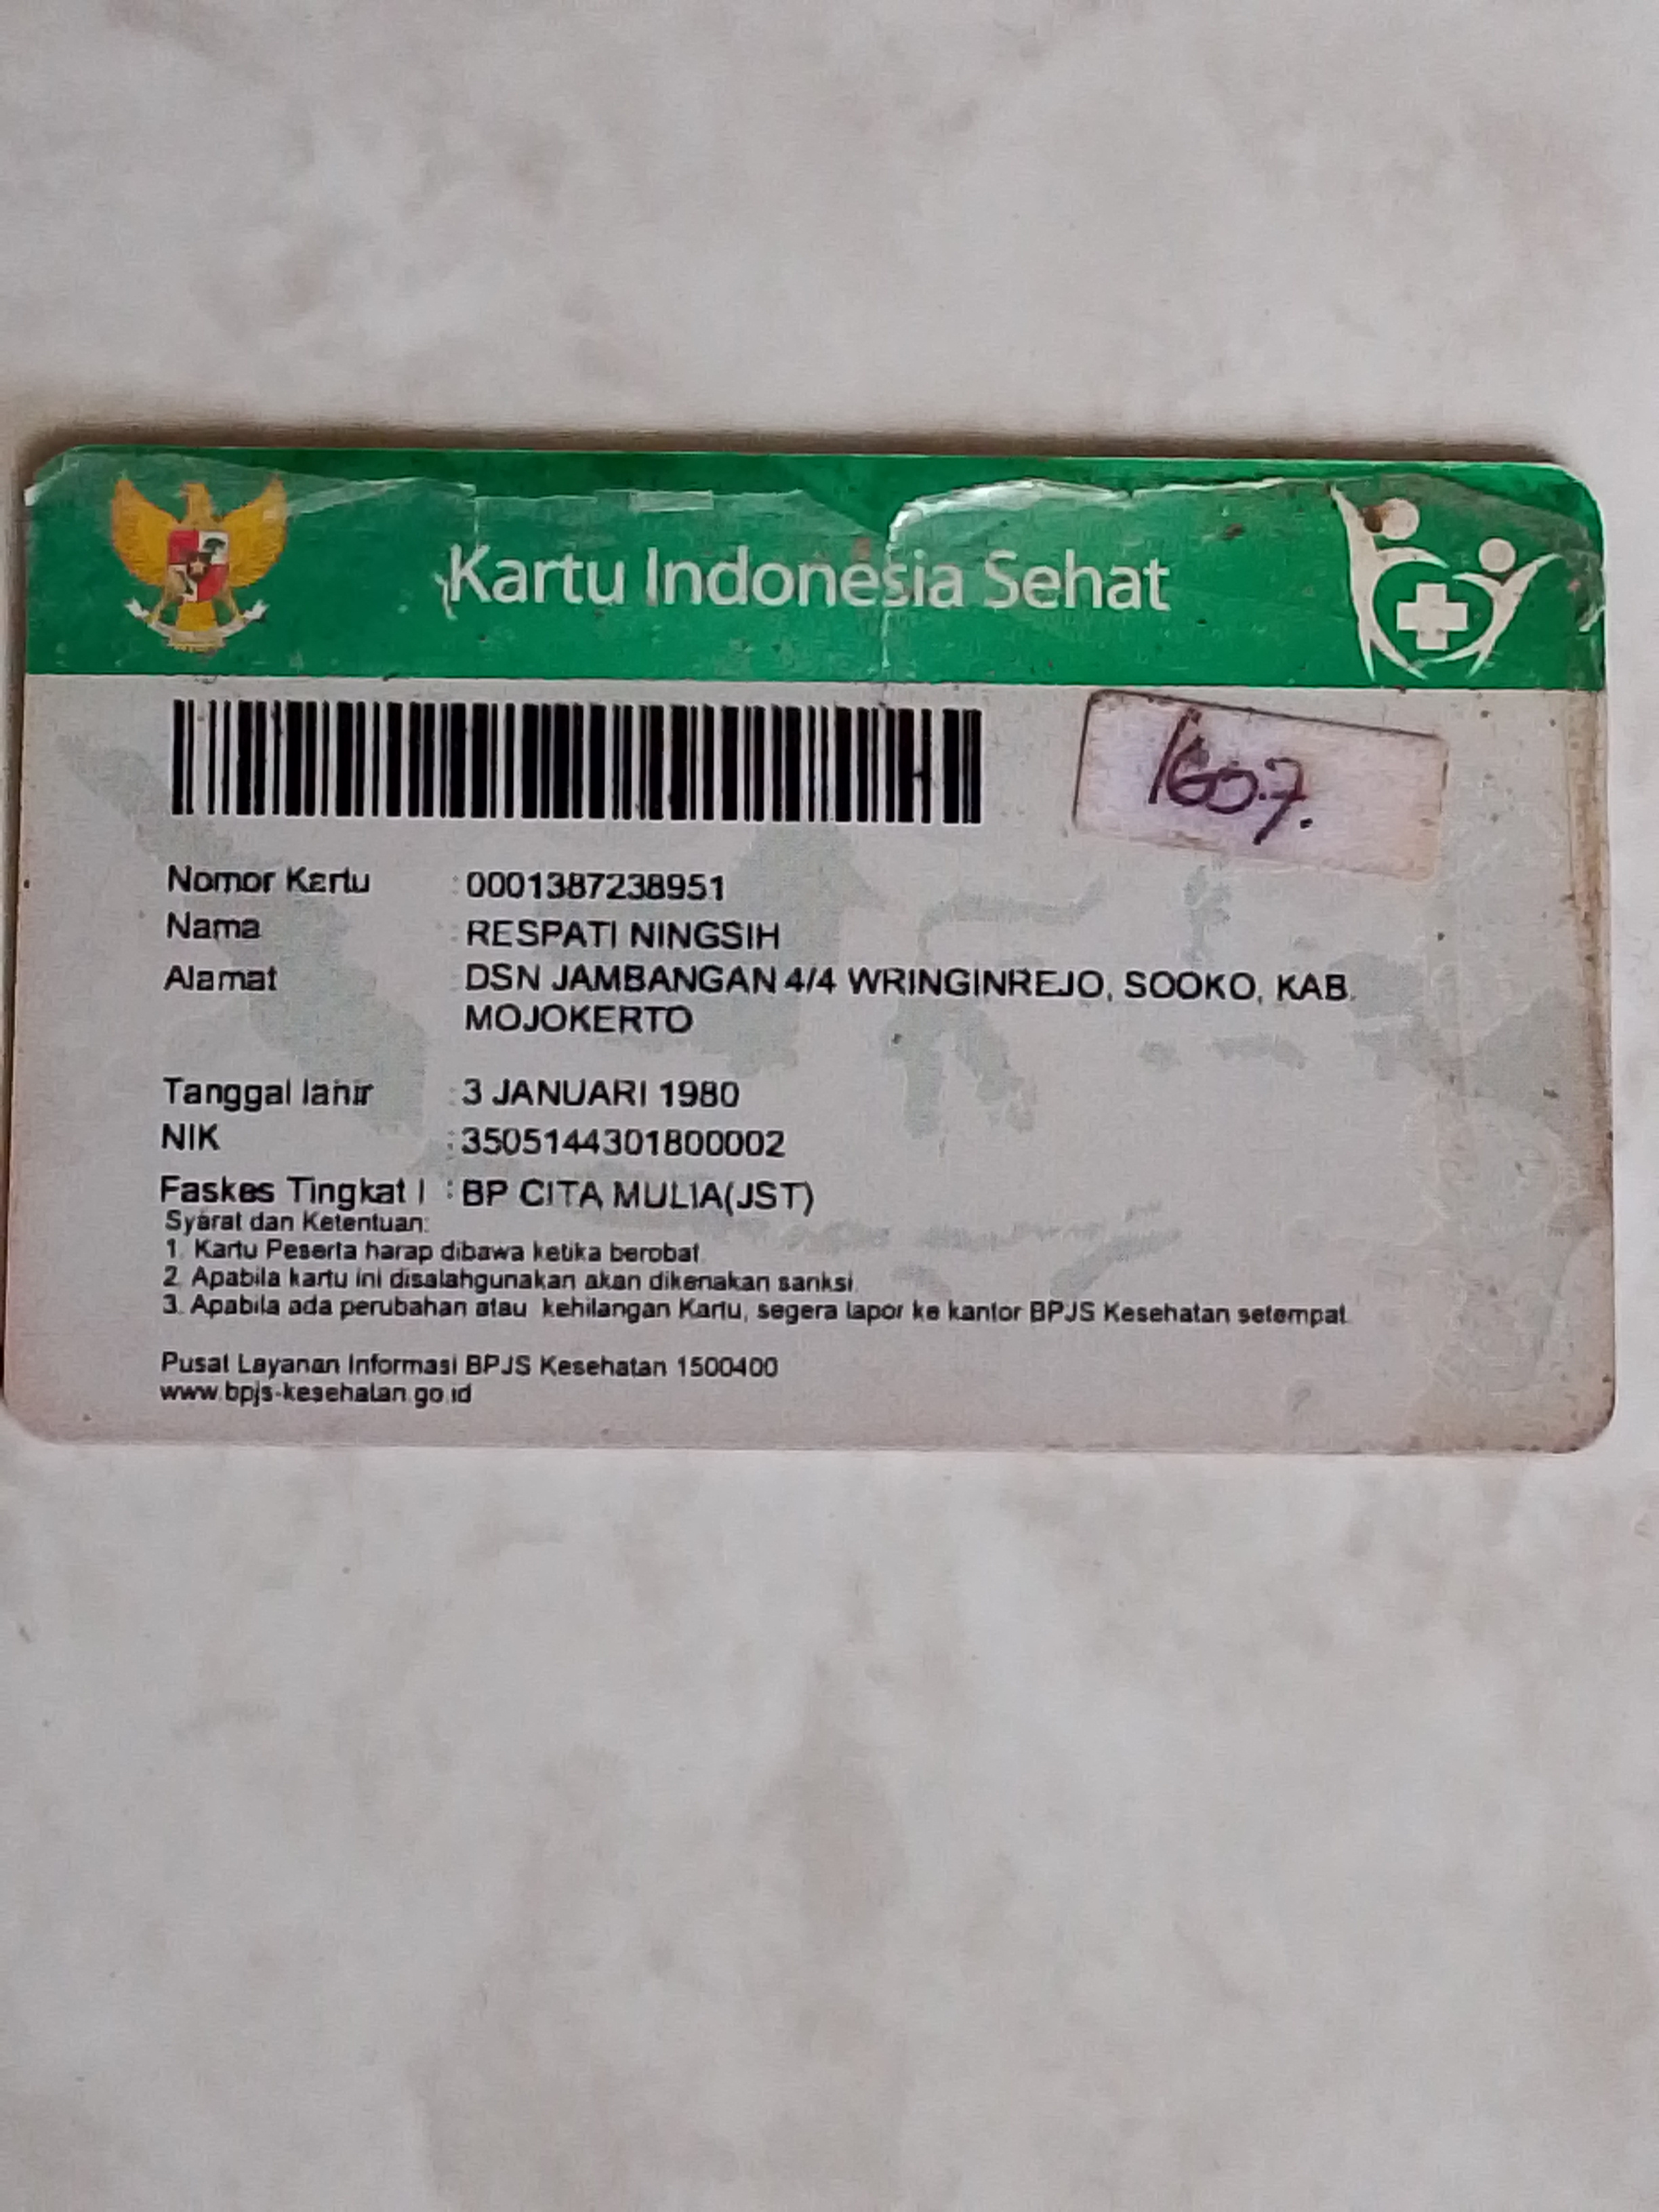 Kartu Indonesia Sehat
1607.
Nomor Kartu : 0001387238951
Nama : RESPATI NINGSIH
Alamat DSN JAMBANGAN 4/4 WRINGINREJO, SOOKO, KAB.
MOJOKERTO
Tanggal lahir : 3 JANUARI 1980
NIK : 3505144301800002
Faskes Tingkat I : BP CITA MULIA(JST)
Syarat dan Ketentuan:
1. Kartu Peserta harap dibawa ketika berobat.
2. Apabila kartu ini disalahgunakan akan dikenakan sanksi.
3. Apabila ada perubahan atau kehilangan Kartu, segera lapor ke kantor BPJS Kesehatan setempat.
Pusat Layanan Informasi BPJS Kesehatan 1500400
www.bpjs-kesehatan.go.id